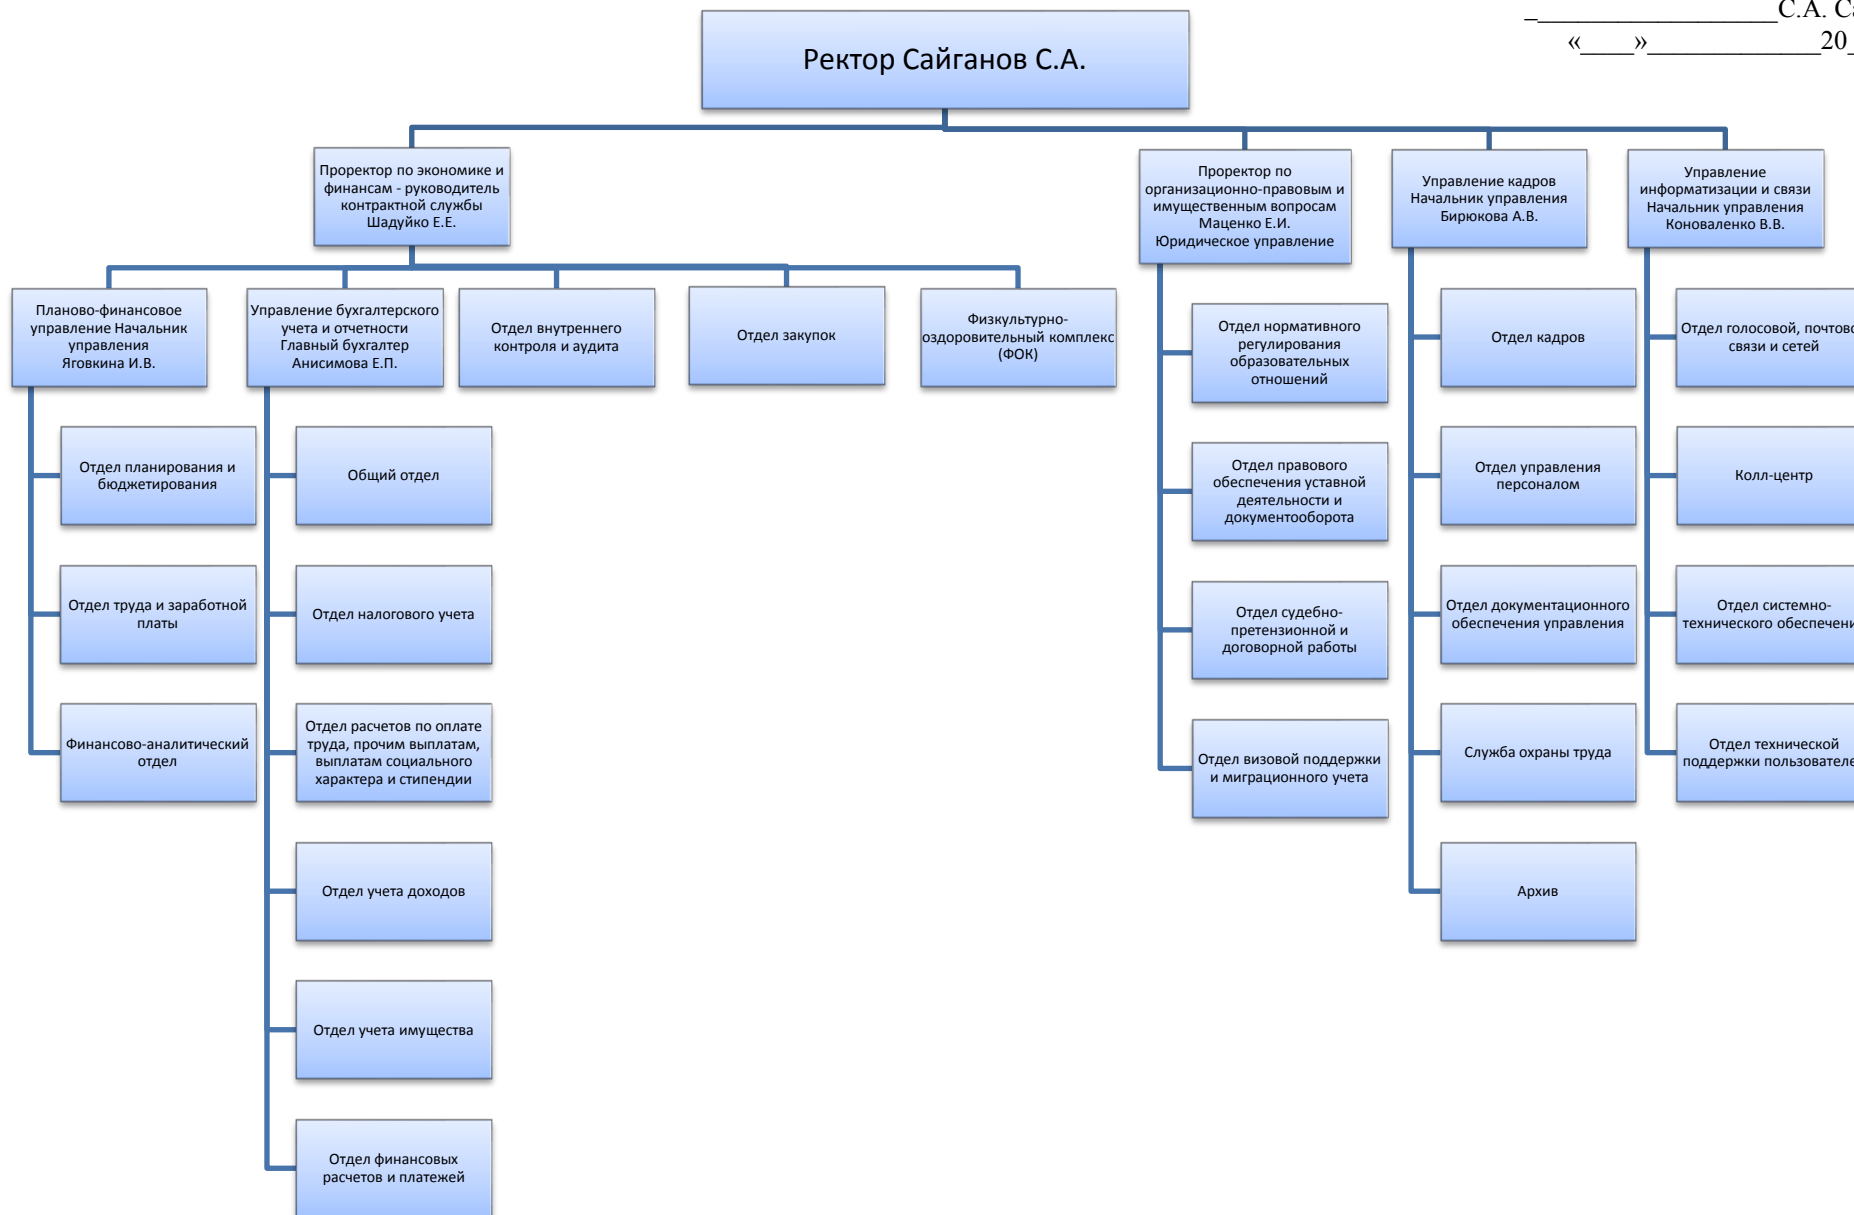 __________________С.А.
«____»_____________20_
Ректор Сайганов С.А.
Проректор по экономике и
финансам - руководитель
контрактной службы
Шадуйко Е.Е.
Проректор по
организационно-правовым и
имущественным вопросам
Маценко Е.И.
Юридическое управление
Управление кадров
Начальник управления
Бирюкова А.В.
Управление
информатизации и связи
Начальник управления
Коноваленко В.В.
Планово-финансовое
управление Начальник
управления
Яговкина И.В.
Управление бухгалтерского
учета и отчетности
Главный бухгалтер
Анисимова Е.П.
Отдел внутреннего
контроля и аудита
Отдел закупок
Физкультурно-
оздоровительный комплекс
(ФОК)
Отдел планирования и
бюджетирования
Отдел труда и заработной
платы
Финансово-аналитический
отдел
Общий отдел
Отдел налогового учета
Отдел расчетов по оплате
труда, прочим выплатам,
выплатам социального
характера и стипендии
Отдел учета доходов
Отдел учета имущества
Отдел финансовых
расчетов и платежей
Отдел нормативного
регулирования
образовательных
отношений
Отдел правового
обеспечения уставной
деятельности и
документооборота
Отдел судебно-
претензионной и
договорной работы
Отдел визовой поддержки
и миграционного учета
Отдел кадров
Отдел управления
персоналом
Отдел документационного
обеспечения управления
Служба охраны труда
Архив
Отдел голосовой,
связи и сетей
Колл-центр
Отдел системно-
технического
Отдел технической
поддержки